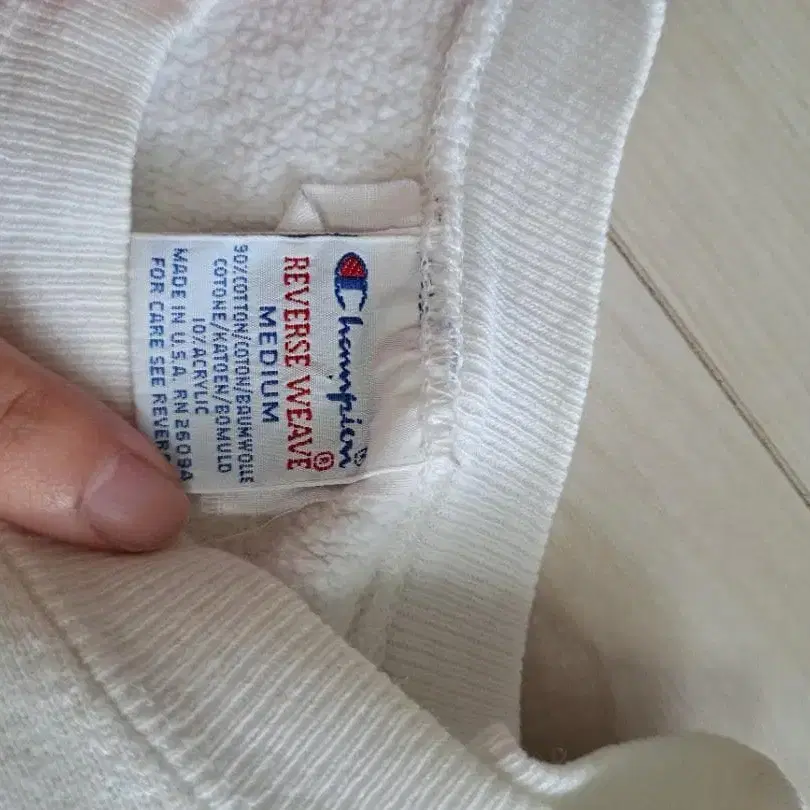 Champion®
REVERSE WEAVE®
MEDIUM
90%COTTON/COTON/BAUMWOLLE
COTONE/KATOEN/BOMULD
10%ACRYLIC
MADE IN U.S.A. RN 26094
FOR CARE SEE REVERS